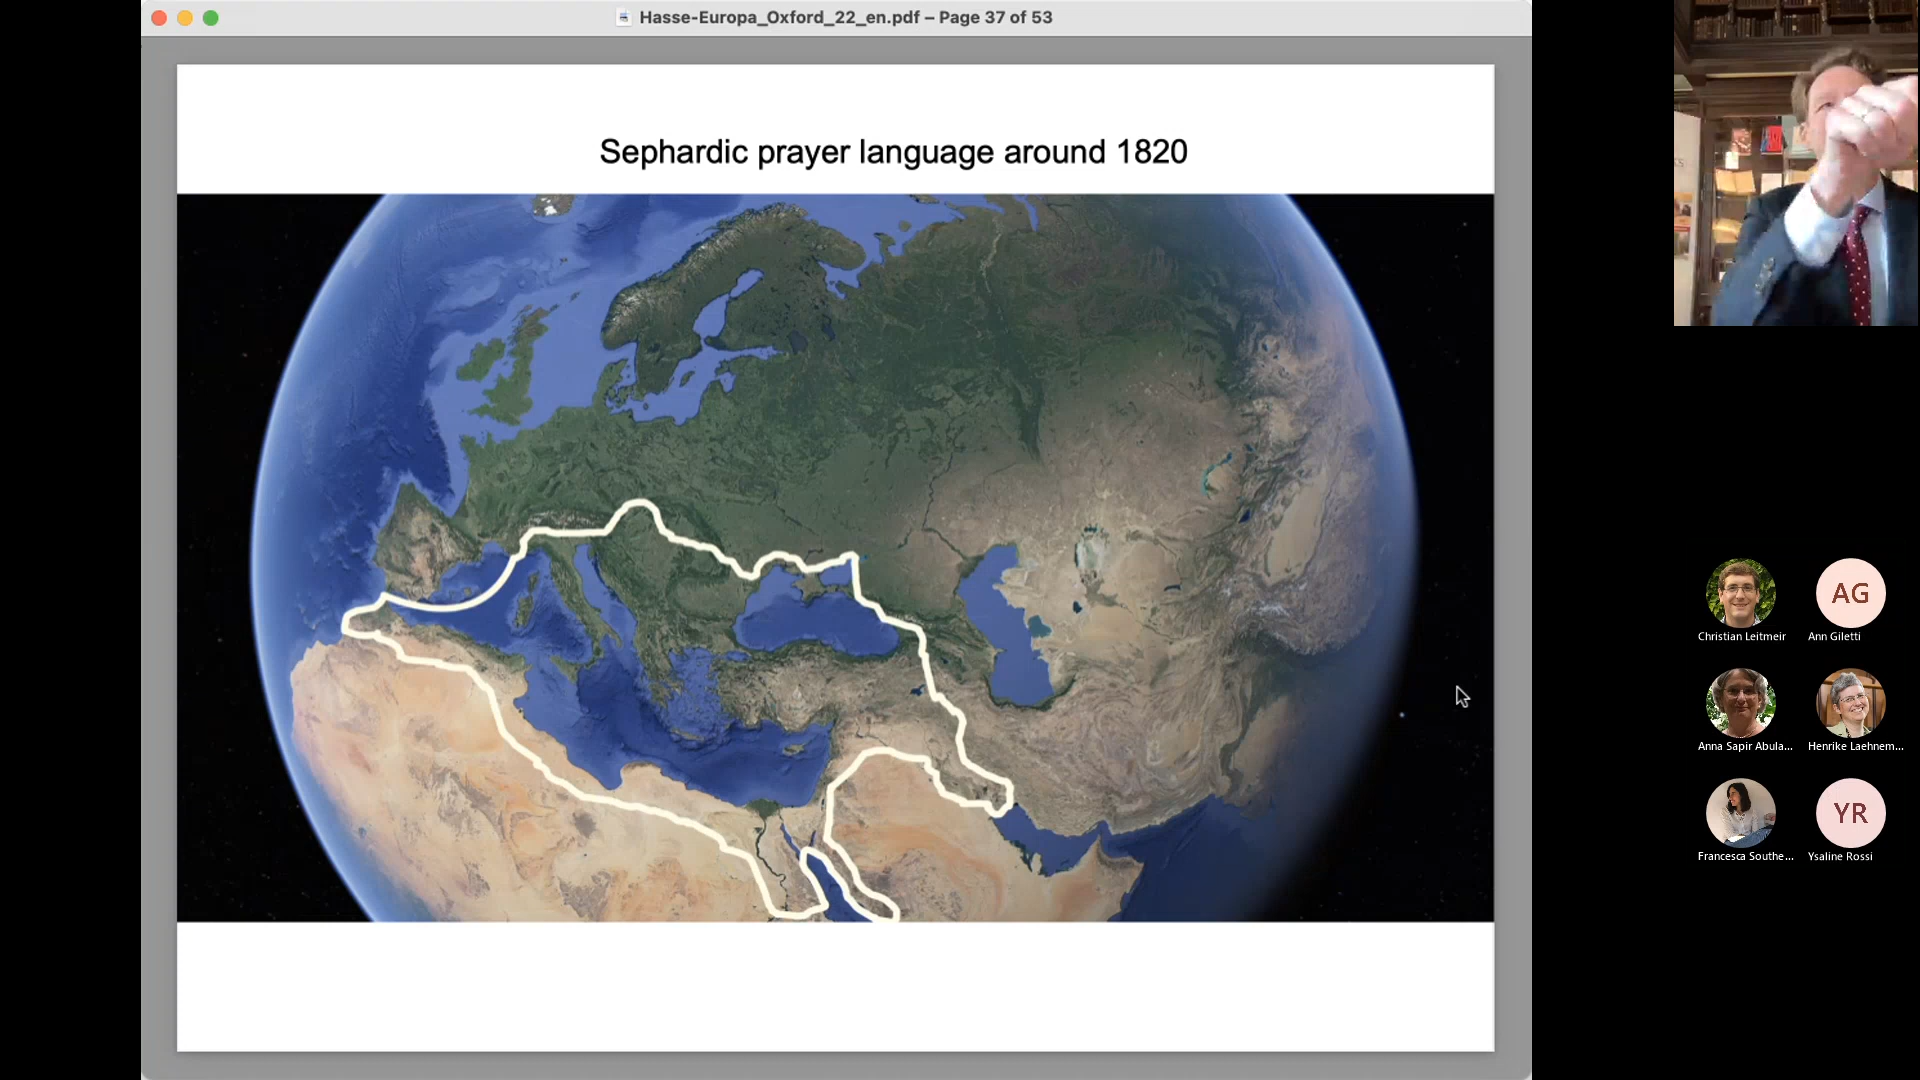 Hasse-Europa_Oxford_22_en.pdf – Page 37 of 53
Sephardic prayer language around 1820
AG
Christian Leitmeir
Ann Giletti
Anna Sapir Abula...
Henrike Laehnem...
YR
Francesca Southe...
Ysaline Rossi